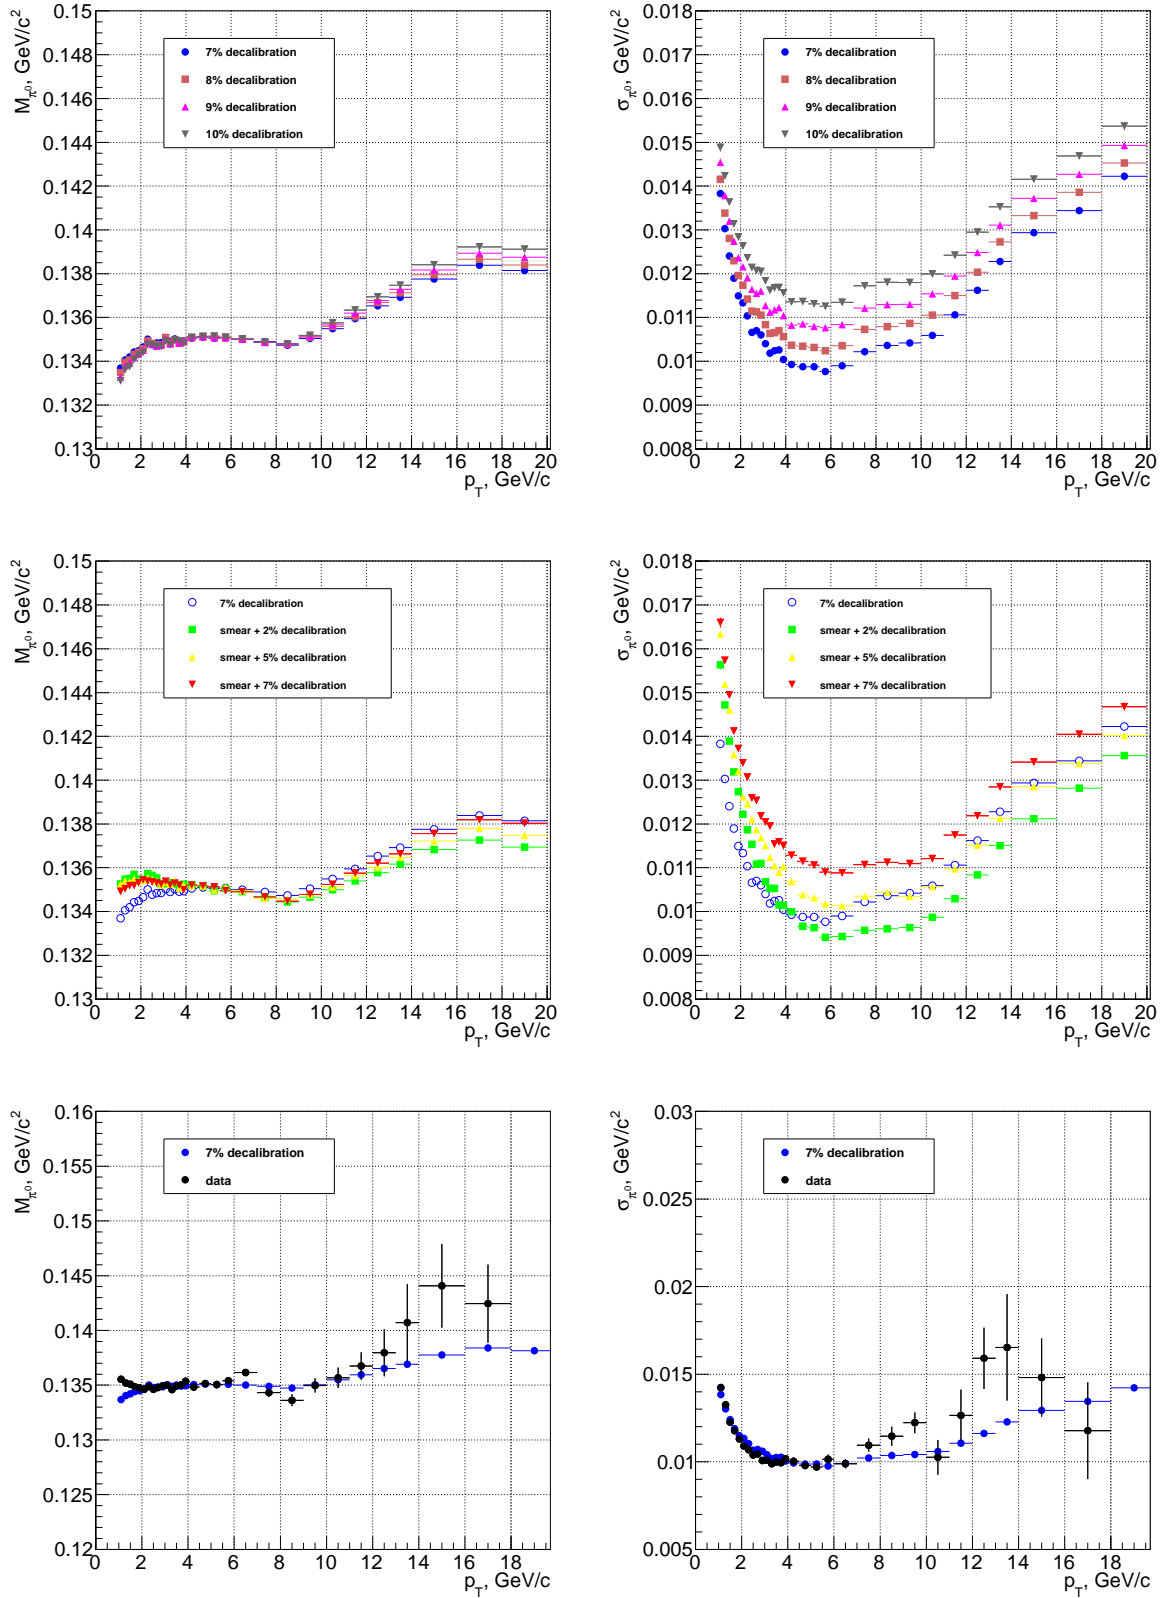 M_π⁰, GeV/c²
0.15
0.148
0.146
0.144
0.142
0.14
0.138
0.136
0.134
0.132
0.13
7% decalibration
8% decalibration
9% decalibration
10% decalibration
0 2 4 6 8 10 12 14 16 18 20
p_T, GeV/c
σ_π⁰, GeV/c²
0.018
0.017
0.016
0.015
0.014
0.013
0.012
0.011
0.01
0.009
0.008
7% decalibration
8% decalibration
9% decalibration
10% decalibration
0 2 4 6 8 10 12 14 16 18 20
p_T, GeV/c
M_π⁰, GeV/c²
0.15
0.148
0.146
0.144
0.142
0.14
0.138
0.136
0.134
0.132
0.13
7% decalibration
smear + 2% decalibration
smear + 5% decalibration
smear + 7% decalibration
0 2 4 6 8 10 12 14 16 18 20
p_T, GeV/c
σ_π⁰, GeV/c²
0.018
0.017
0.016
0.015
0.014
0.013
0.012
0.011
0.01
0.009
0.008
7% decalibration
smear + 2% decalibration
smear + 5% decalibration
smear + 7% decalibration
0 2 4 6 8 10 12 14 16 18 20
p_T, GeV/c
M_π⁰, GeV/c²
0.16
0.155
0.15
0.145
0.14
0.135
0.13
0.125
0.12
7% decalibration
data
0 2 4 6 8 10 12 14 16 18
p_T, GeV/c
σ_π⁰, GeV/c²
0.03
0.025
0.02
0.015
0.01
0.005
7% decalibration
data
0 2 4 6 8 10 12 14 16 18
p_T, GeV/c